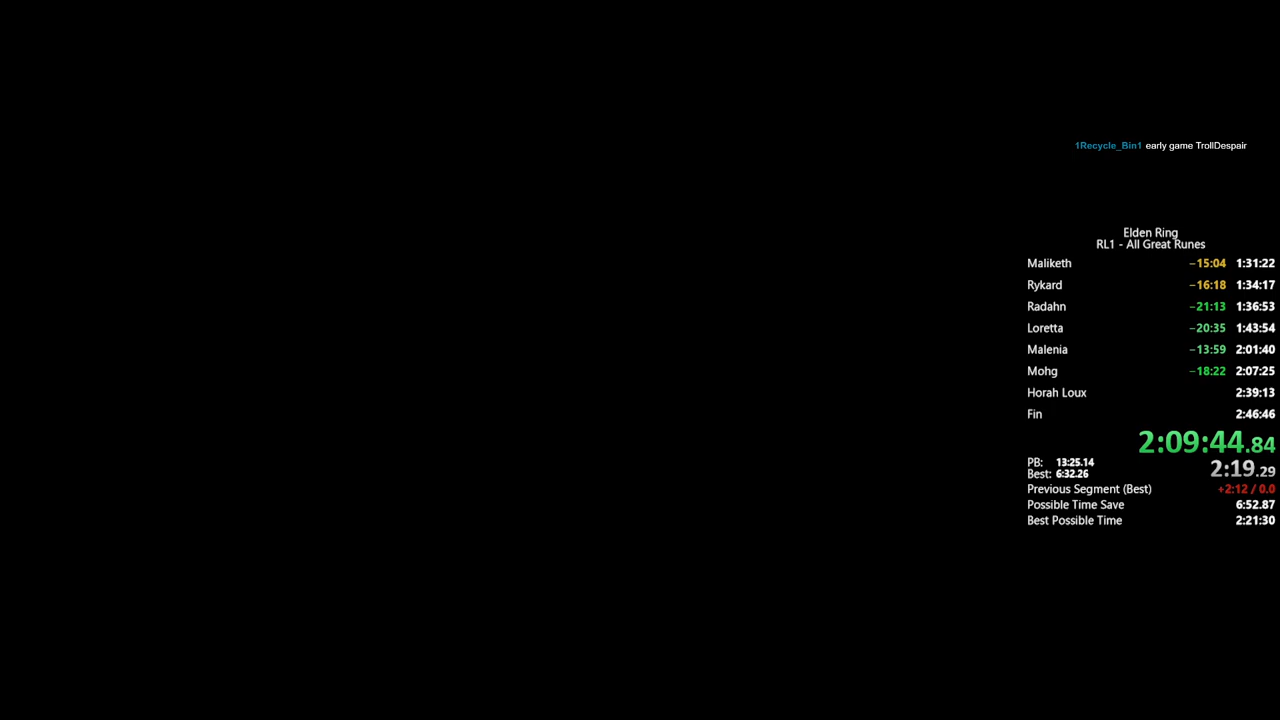 1Recycle_Bin1 early game TrollDespair
Elden Ring
RL1 - All Great Runes
Maliketh −15:04 1:31:22
Rykard −16:18 1:34:17
Radahn −21:13 1:36:53
Loretta −20:35 1:43:54
Malenia −13:59 2:01:40
Mohg −18:22 2:07:25
Horah Loux 2:39:13
Fin 2:46:46
2:09:44.84
PB: 13:25.14 2:19.29
Best: 6:32.26
Previous Segment (Best) +2:12 / 0.0
Possible Time Save 6:52.87
Best Possible Time 2:21:30